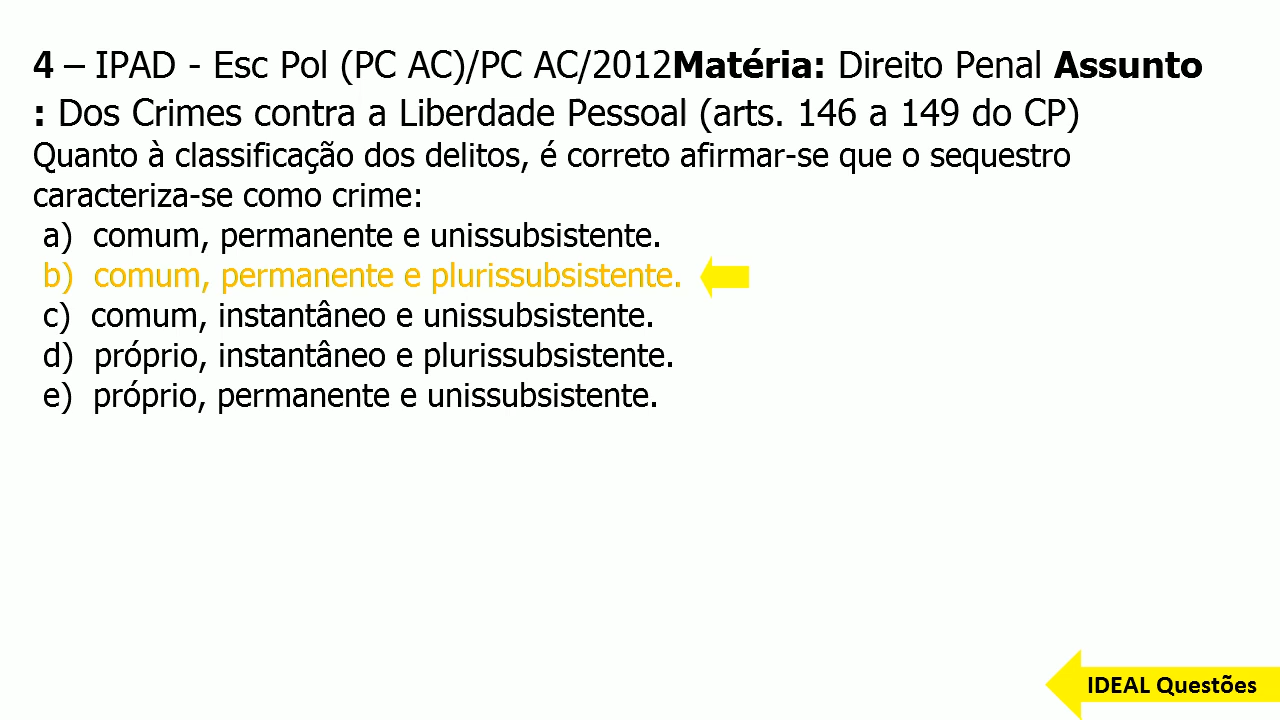 4 – IPAD - Esc Pol (PC AC)/PC AC/2012Matéria: Direito Penal Assunto
: Dos Crimes contra a Liberdade Pessoal (arts. 146 a 149 do CP)
Quanto à classificação dos delitos, é correto afirmar-se que o sequestro
caracteriza-se como crime:
a) comum, permanente e unissubsistente.
b) comum, permanente e plurissubsistente.
c) comum, instantâneo e unissubsistente.
d) próprio, instantâneo e plurissubsistente.
e) próprio, permanente e unissubsistente.
IDEAL Questões